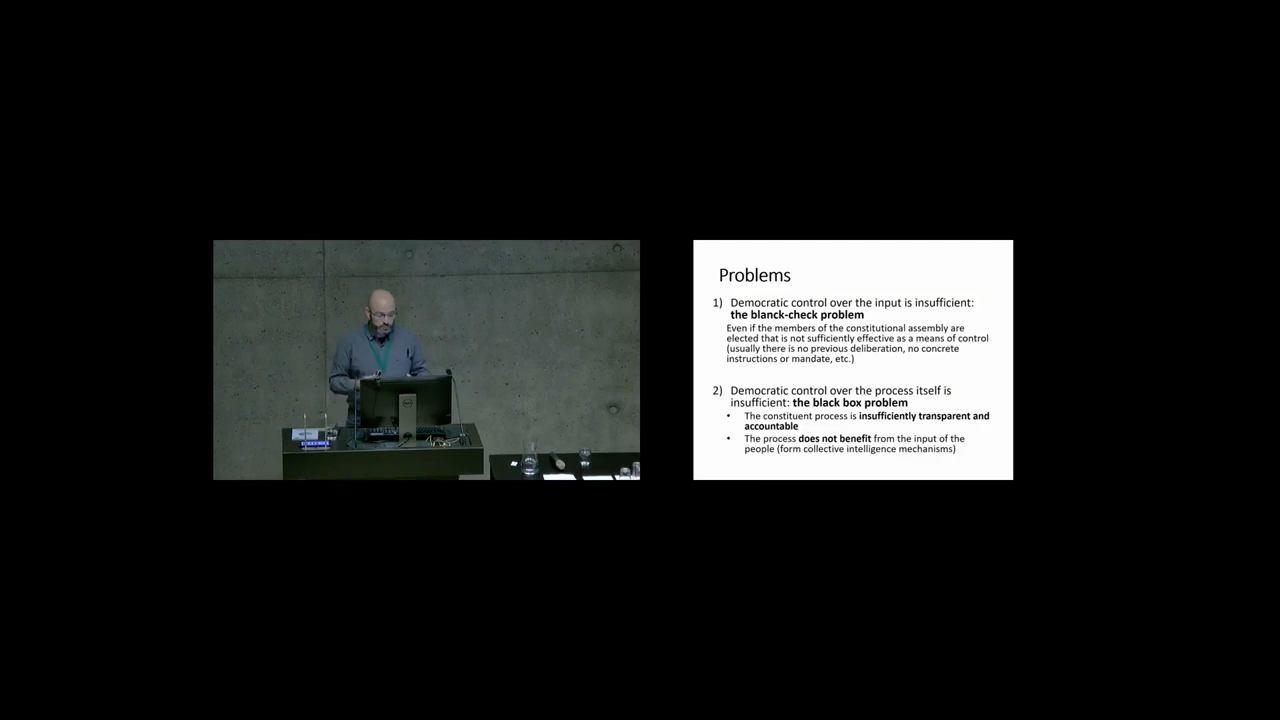 Problems
1) Democratic control over the input is insufficient:
the blanck-check problem
Even if the members of the constitutional assembly are
elected that is not sufficiently effective as a means of control
(usually there is no previous deliberation, no concrete
instructions or mandate, etc.)
2) Democratic control over the process itself is
insufficient: the black box problem
• The constituent process is insufficiently transparent and
accountable
• The process does not benefit from the input of the
people (form collective intelligence mechanisms)